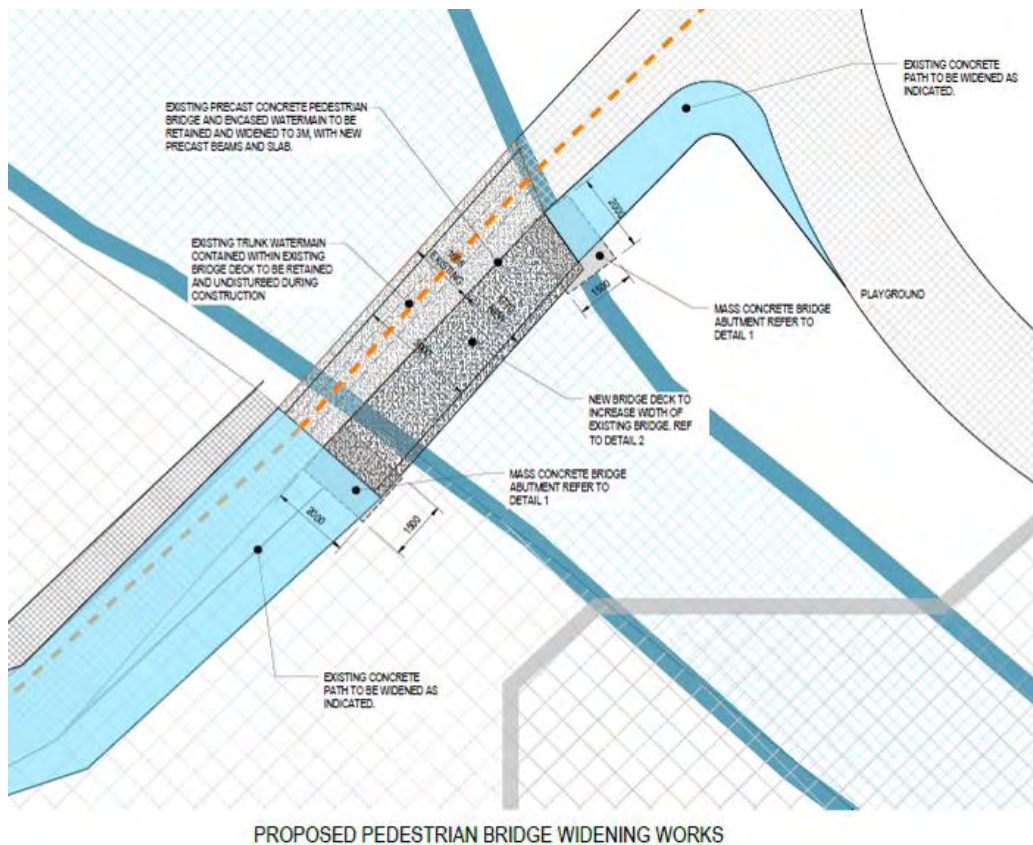 EXISTING CONCRETE
PATH TO BE WIDENED AS
INDICATED.
EXISTING PRECAST CONCRETE PEDESTRIAN
BRIDGE AND ENCASED WATERMAIN TO BE
RETAINED AND WIDENED TO 3M, WITH NEW
PRECAST BEAMS AND SLAB.
2000
EXISTING TRUNK WATERMAIN
CONTAINED WITHIN EXISTING
BRIDGE DECK TO BE RETAINED
AND UNDISTURBED DURING
CONSTRUCTION
EXISTING
1500
PLAYGROUND
MASS CONCRETE BRIDGE
ABUTMENT REFER TO
DETAIL 1
NEW BRIDGE DECK TO
INCREASE WIDTH OF
EXISTING BRIDGE. REF
TO DETAIL 2
MASS CONCRETE BRIDGE
ABUTMENT REFER TO
DETAIL 1
2000
1500
EXISTING CONCRETE
PATH TO BE WIDENED AS
INDICATED.
PROPOSED PEDESTRIAN BRIDGE WIDENING WORKS